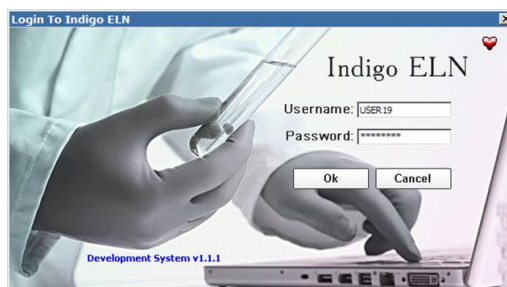 Login To Indigo ELN
Indigo ELN
Username: USER19
Password: ********
Ok Cancel
Development System v1.1.1